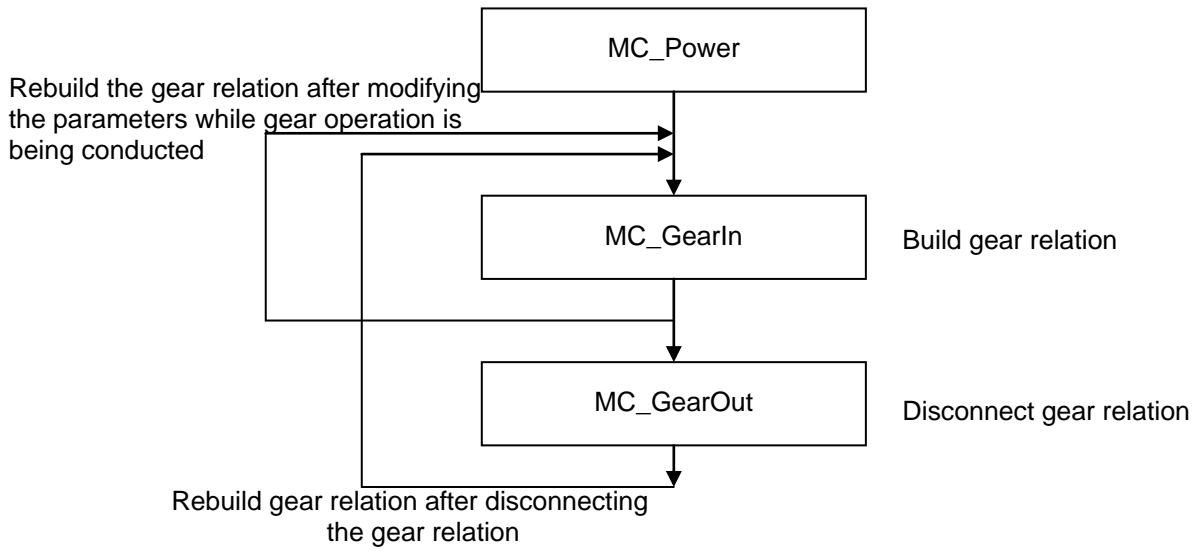 MC_Power
Rebuild the gear relation after modifying
the parameters while gear operation is
being conducted
MC_GearIn
Build gear relation
MC_GearOut
Disconnect gear relation
Rebuild gear relation after disconnecting
the gear relation